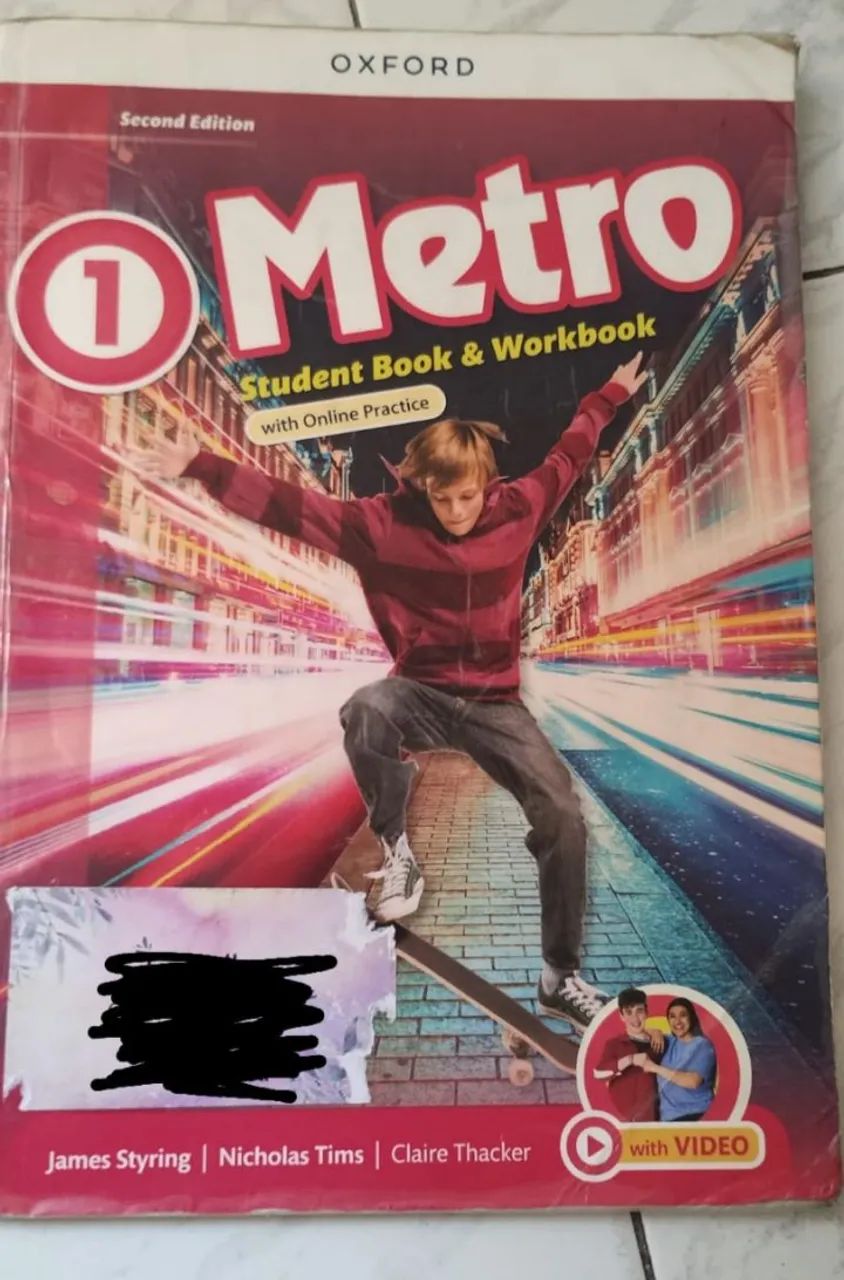 OXFORD
Second Edition
1
Metro
Student Book & Workbook
with Online Practice
James Styring | Nicholas Tims | Claire Thacker
with VIDEO